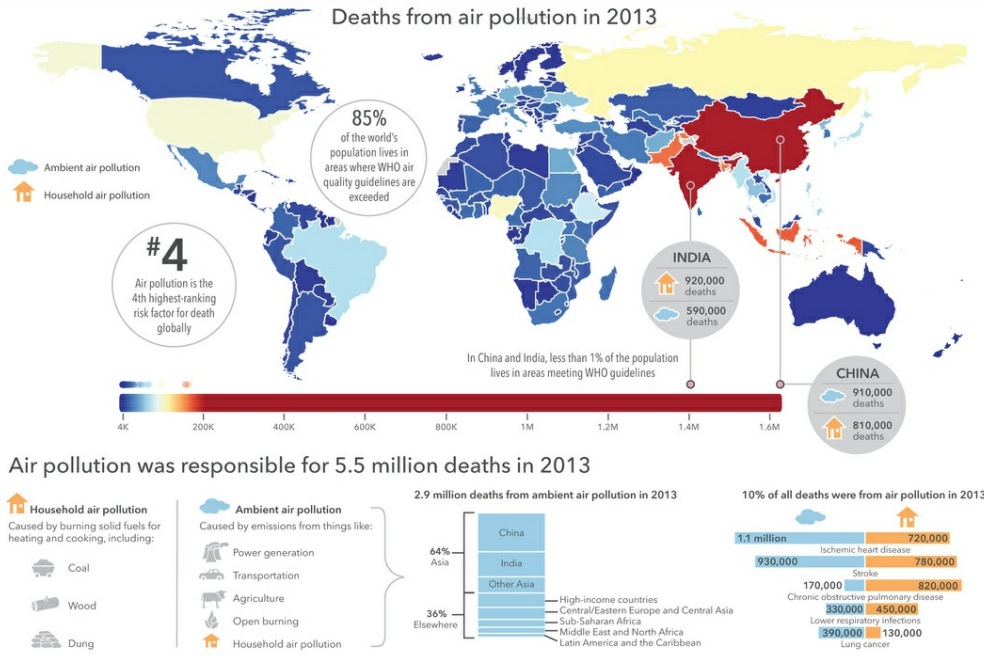 Deaths from air pollution in 2013
85%
of the world's
population lives in
areas where WHO air
quality guidelines are
exceeded
Ambient air pollution
Household air pollution
#4
Air pollution is the
4th highest-ranking
risk factor for death
globally
INDIA
920,000
deaths
590,000
deaths
In China and India, less than 1% of the population
lives in areas meeting WHO guidelines
CHINA
910,000
deaths
810,000
deaths
4K 200K 400K 600K 800K 1M 1.2M 1.4M 1.6M
Air pollution was responsible for 5.5 million deaths in 2013
Household air pollution
Caused by burning solid fuels for
heating and cooking, including:
Coal
Wood
Dung
Ambient air pollution
Caused by emissions from things like:
Power generation
Transportation
Agriculture
Open burning
Household air pollution
2.9 million deaths from ambient air pollution in 2013
64%
Asia
36%
Elsewhere
China
India
Other Asia
High-income countries
Central/Eastern Europe and Central Asia
Sub-Saharan Africa
Middle East and North Africa
Latin America and the Caribbean
10% of all deaths were from air pollution in 2013
1.1 million 720,000
Ischemic heart disease
930,000 780,000
Stroke
170,000 820,000
Chronic obstructive pulmonary disease
330,000 450,000
Lower respiratory infections
390,000 130,000
Lung cancer